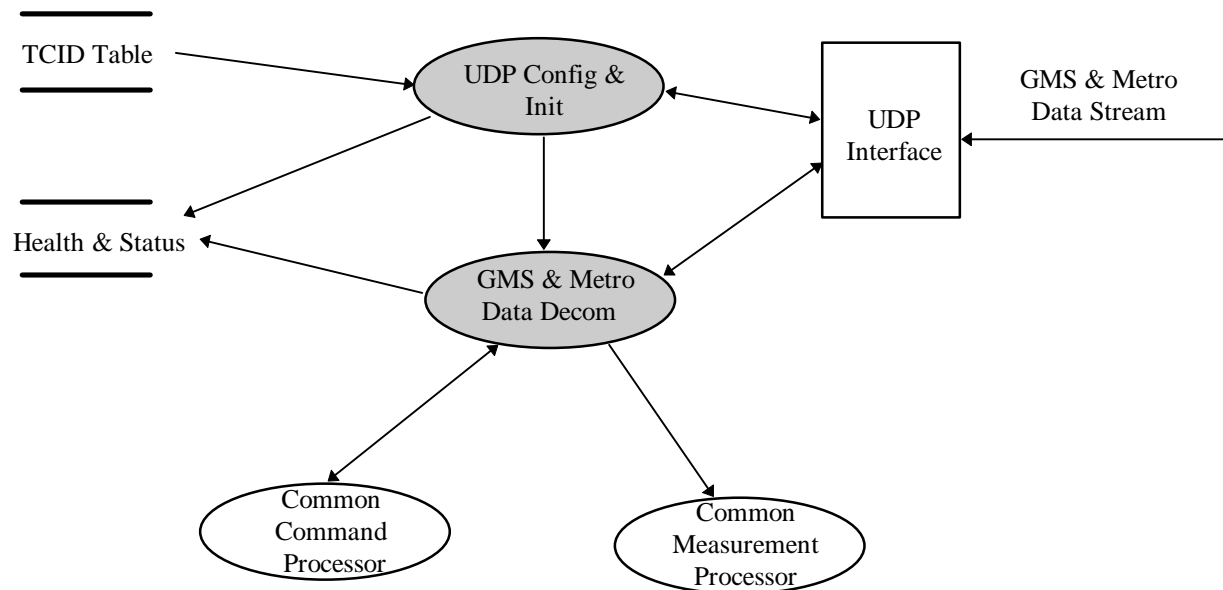 TCID Table
UDP Config &
Init
GMS & Metro
Data Stream
UDP
Interface
Health & Status
GMS & Metro
Data Decom
Common
Command
Processor
Common
Measurement
Processor